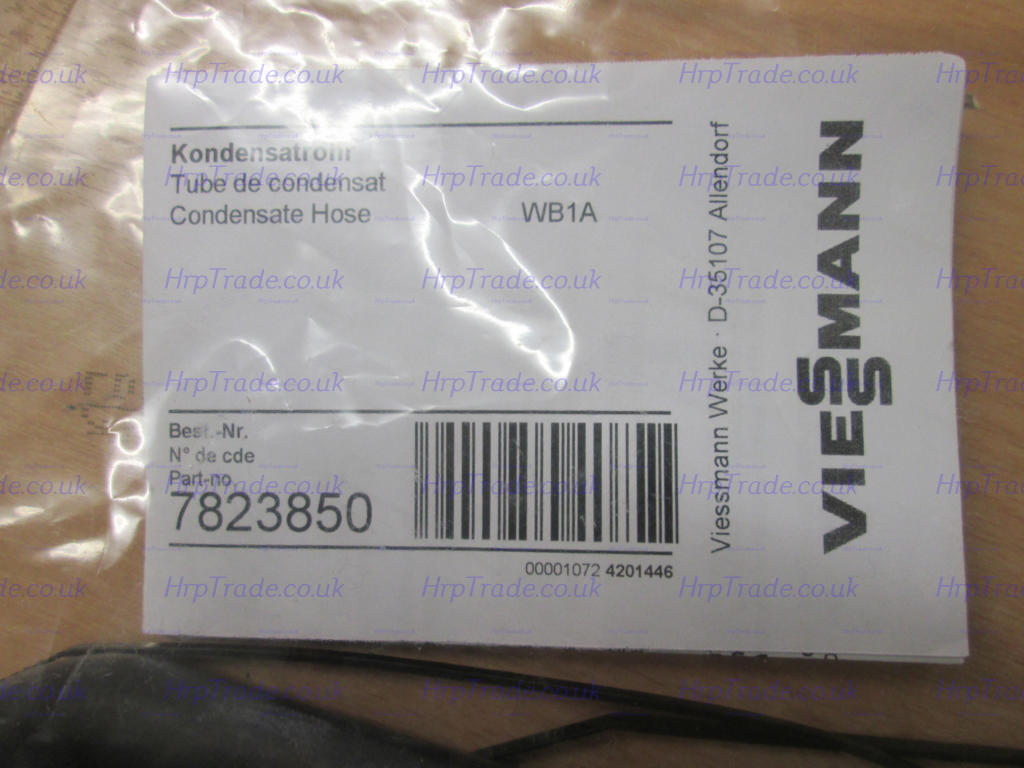 Kondensatrohr
Tube de condensat
Condensate Hose
WB1A
Best.-Nr.
N° de cde
Part-no.
7823850
00001072 4201446
Viessmann Werke · D-35107 Allendorf
VIESSMANN
HrpTrade.co.uk